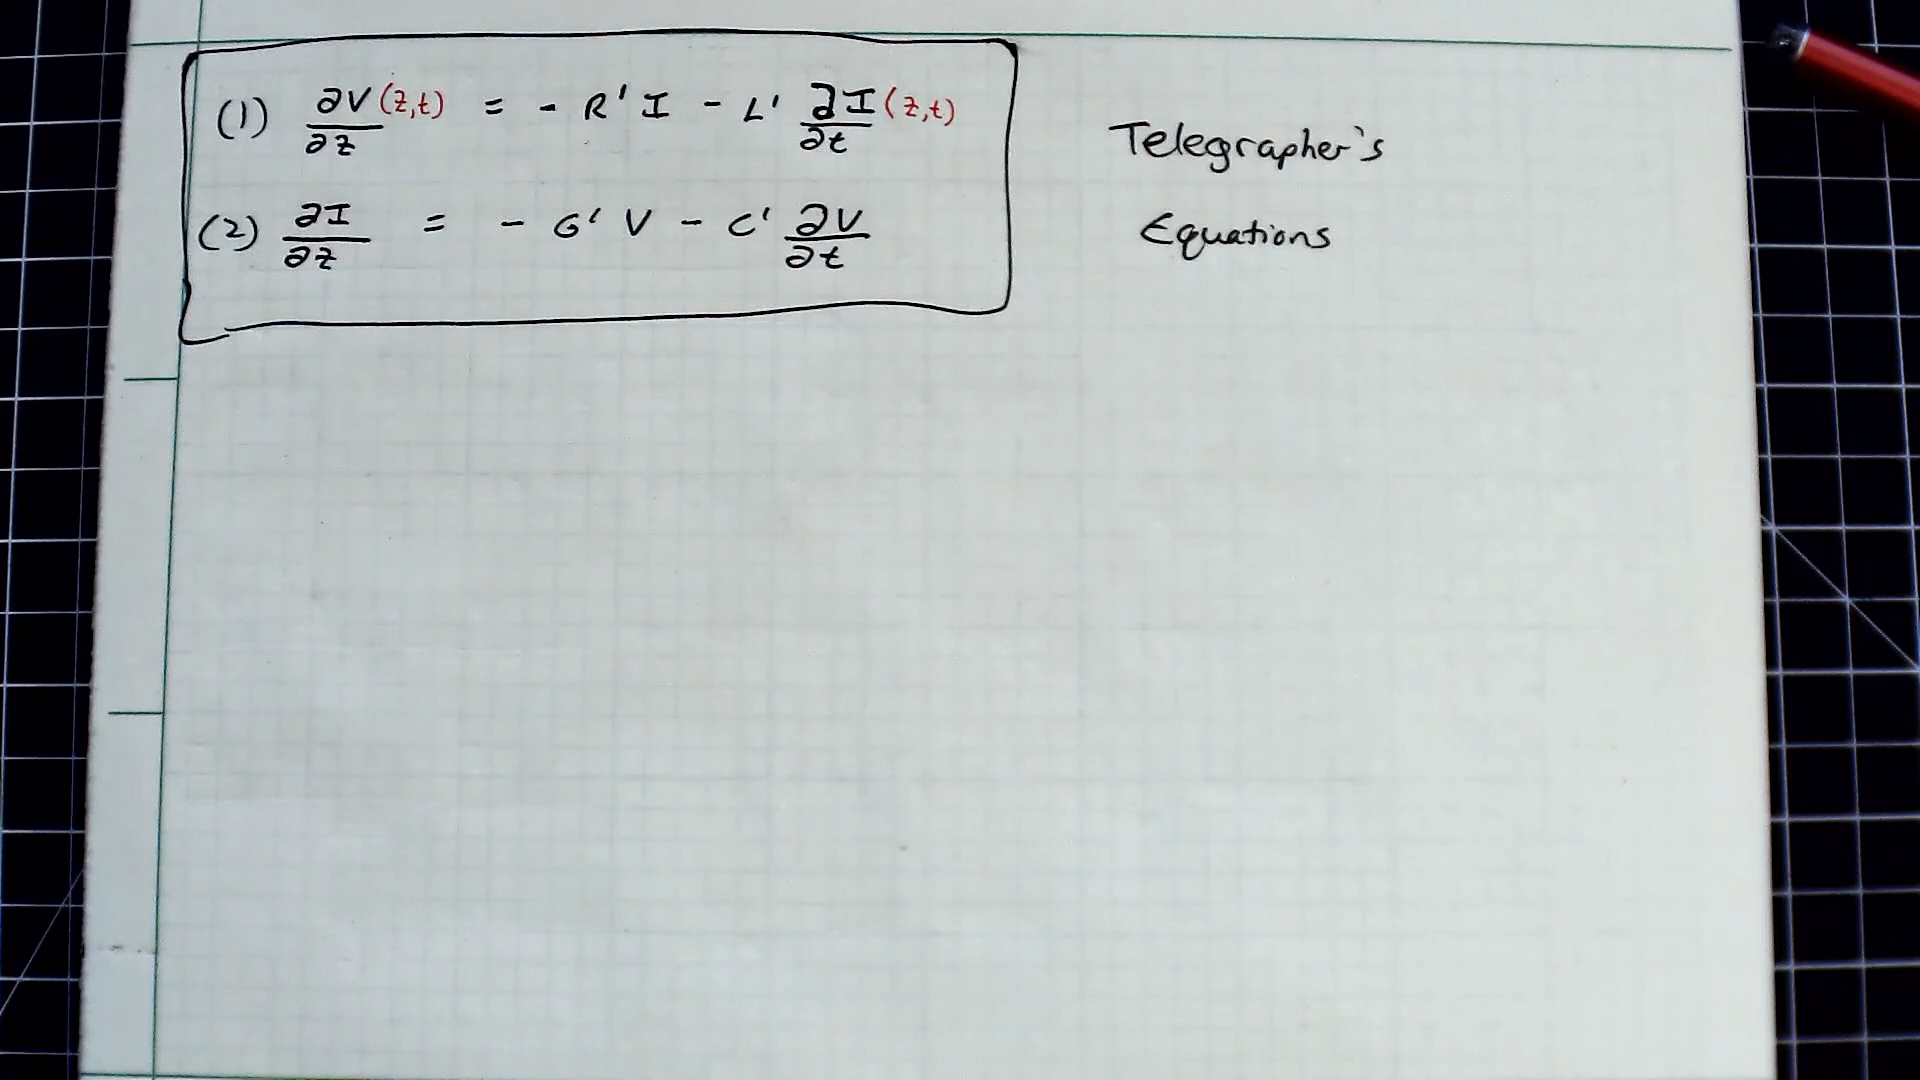 (1) ∂V(z,t)/∂z = - R' I - L' ∂I(z,t)/∂t
Telegrapher's
(2) ∂I/∂z = - G' V - C' ∂V/∂t
Equations